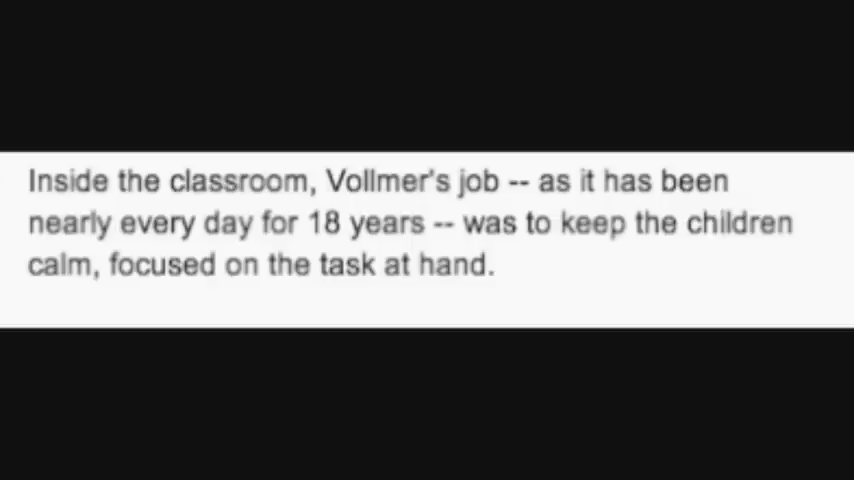 Inside the classroom, Vollmer's job -- as it has been
nearly every day for 18 years -- was to keep the children
calm, focused on the task at hand.